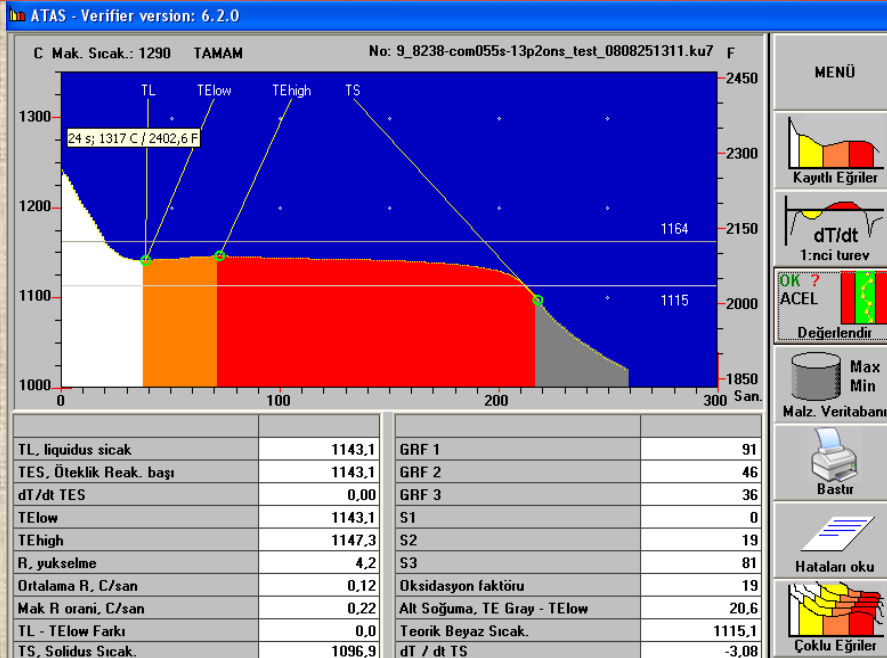 ATAS - Verifier version: 6.2.0
C Mak. Sıcak.: 1290 TAMAM No: 9_8238-com055s-13p2ons_test_0808251311.ku7 F
TL TElow TEhigh TS
24 s; 1317 C / 2402,6 F
1300
1200
1100
1000
2450
2300
2150
2000
1850
1164
1115
0 100 200 300 San.
MENÜ
Kayıtlı Eğriler
dT/dt
1:nci turev
OK ?
ACEL
Değerlendir
Max
Min
Malz. Veritabanı
Bastır
Hataları oku
Çoklu Eğriler
TL, liquidus sicak 1143,1
TES, Öteklik Reak. başı 1143,1
dT/dt TES 0,00
TElow 1143,1
TEhigh 1147,3
R, yukselme 4,2
Ortalama R, C/san 0,12
Mak R orani, C/san 0,22
TL - TElow Farkı 0,0
TS, Solidus Sıcak. 1096,9
GRF 1 91
GRF 2 46
GRF 3 36
S1 0
S2 19
S3 81
Oksidasyon faktöru 19
Alt Soğuma, TE Gray - TElow 20,6
Teorik Beyaz Sıcak. 1115,1
dT / dt TS -3,08